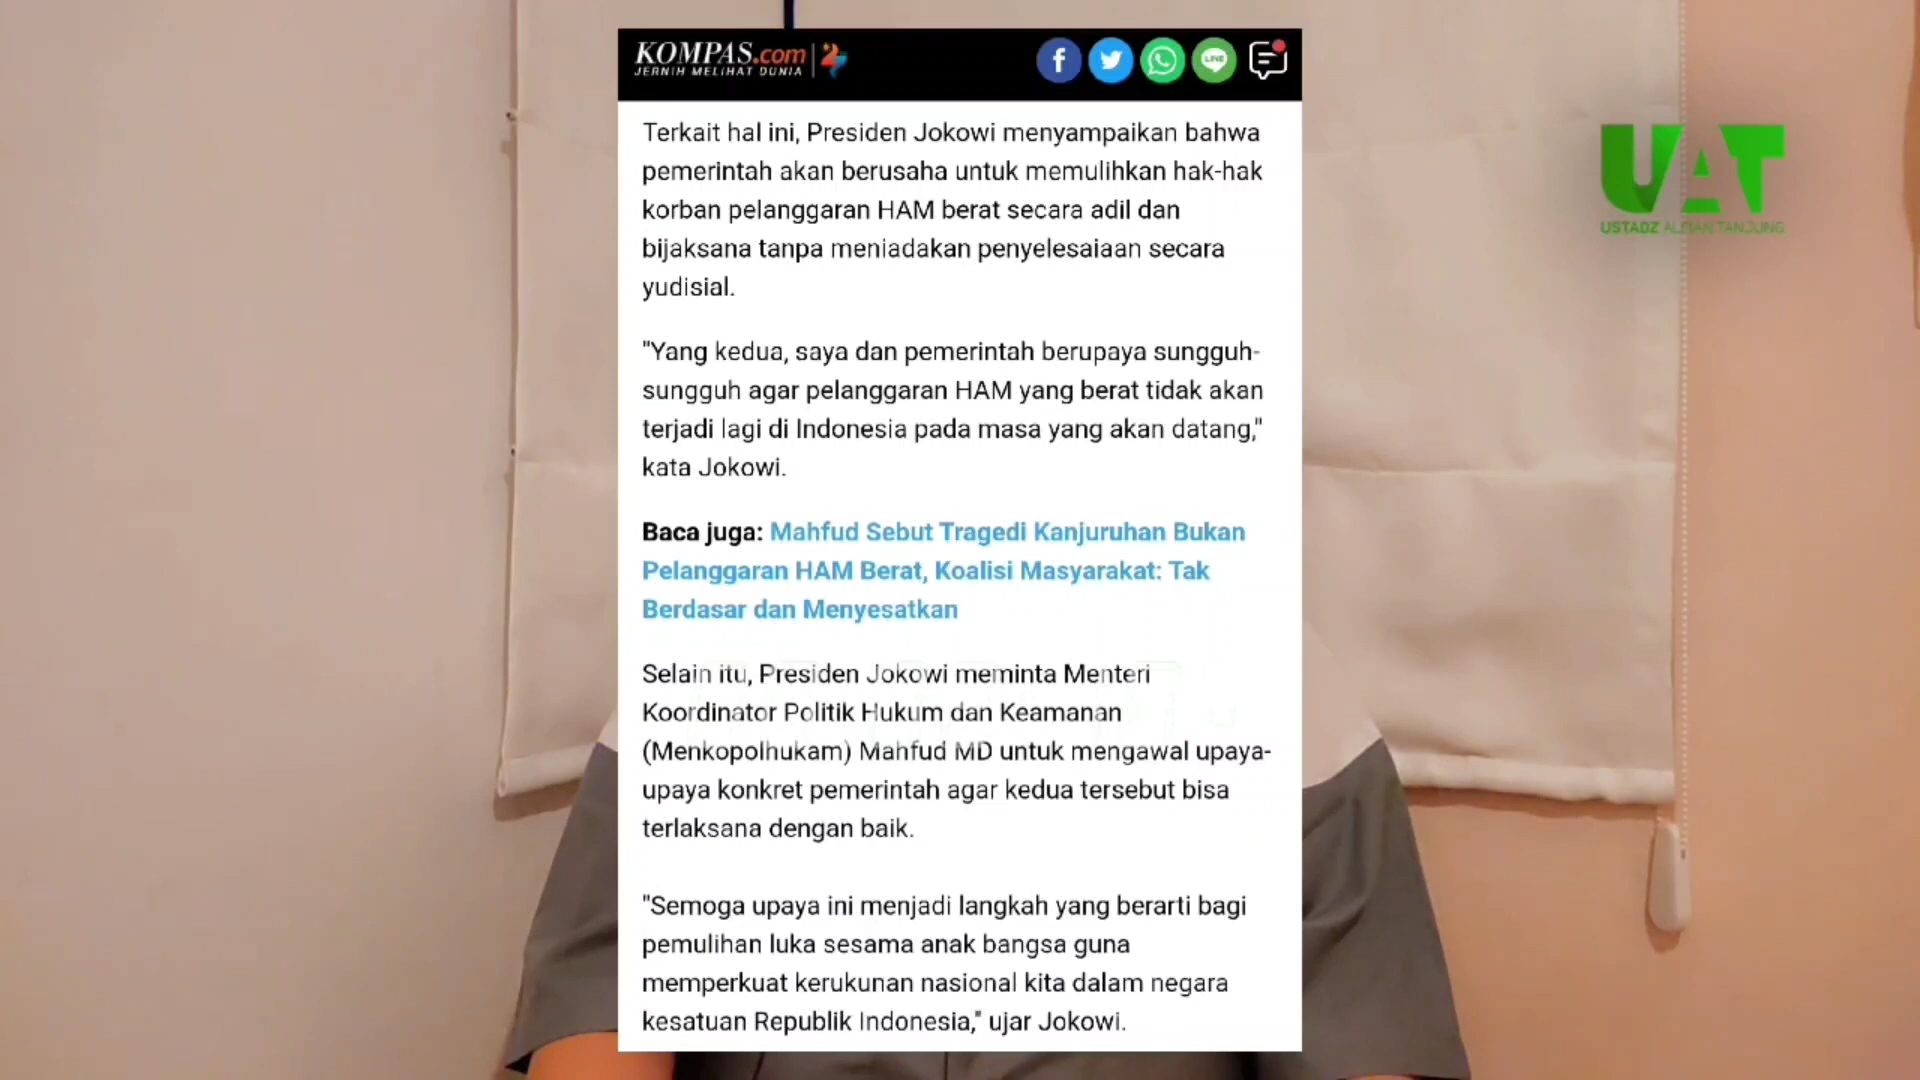 KOMPAS.com
JERNIH MELIHAT DUNIA
LINE
Terkait hal ini, Presiden Jokowi menyampaikan bahwa
pemerintah akan berusaha untuk memulihkan hak-hak
korban pelanggaran HAM berat secara adil dan
bijaksana tanpa meniadakan penyelesaiaan secara
yudisial.
"Yang kedua, saya dan pemerintah berupaya sungguh-
sungguh agar pelanggaran HAM yang berat tidak akan
terjadi lagi di Indonesia pada masa yang akan datang,"
kata Jokowi.
Baca juga: Mahfud Sebut Tragedi Kanjuruhan Bukan
Pelanggaran HAM Berat, Koalisi Masyarakat: Tak
Berdasar dan Menyesatkan
Selain itu, Presiden Jokowi meminta Menteri
Koordinator Politik Hukum dan Keamanan
(Menkopolhukam) Mahfud MD untuk mengawal upaya-
upaya konkret pemerintah agar kedua tersebut bisa
terlaksana dengan baik.
"Semoga upaya ini menjadi langkah yang berarti bagi
pemulihan luka sesama anak bangsa guna
memperkuat kerukunan nasional kita dalam negara
kesatuan Republik Indonesia," ujar Jokowi.
UAT
USTADZ ALFIAN TANJUNG